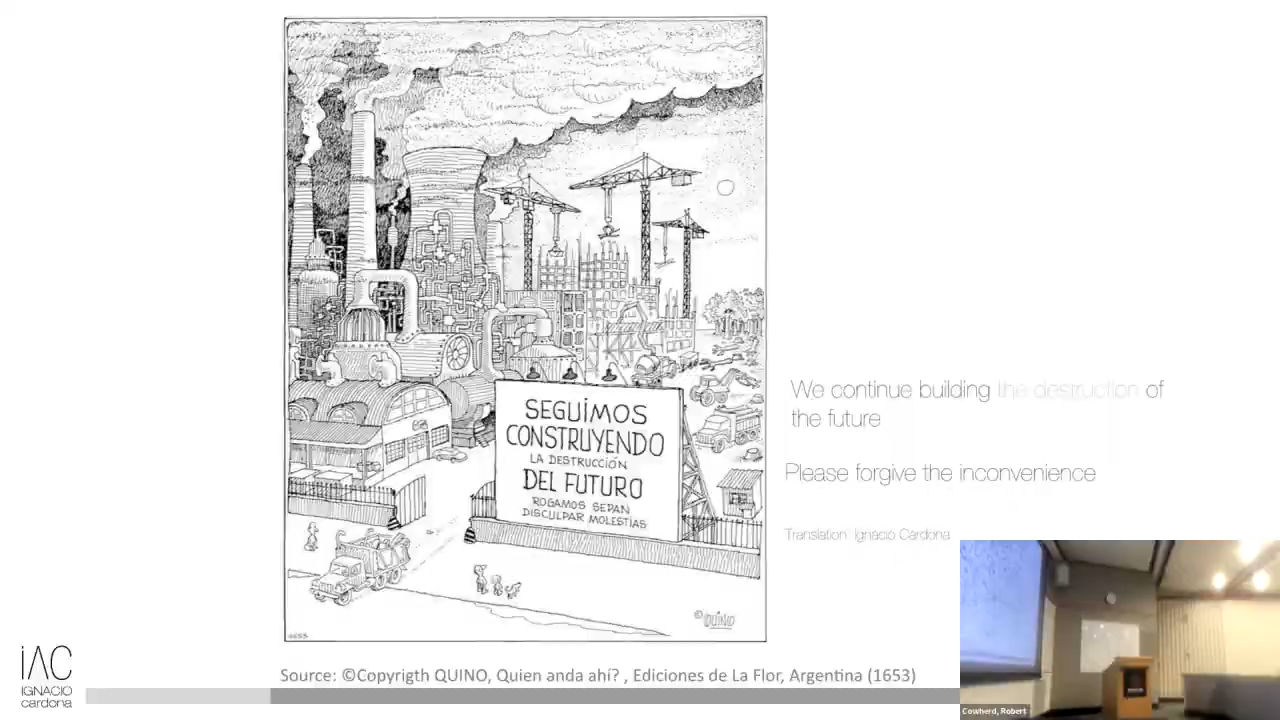 SEGUIMOS
CONSTRUYENDO
LA DESTRUCCIÓN
DEL FUTURO
ROGAMOS SEPAN
DISCULPAR MOLESTIAS
© QUINO
1653
We continue building the destruction of
the future
Please forgive the inconvenience
Translation: Ignacio Cardona
iAC
IGNACIO
cardona
Source: ©Copyrigth QUINO, Quien anda ahí? , Ediciones de La Flor, Argentina (1653)
Cowherd, Robert